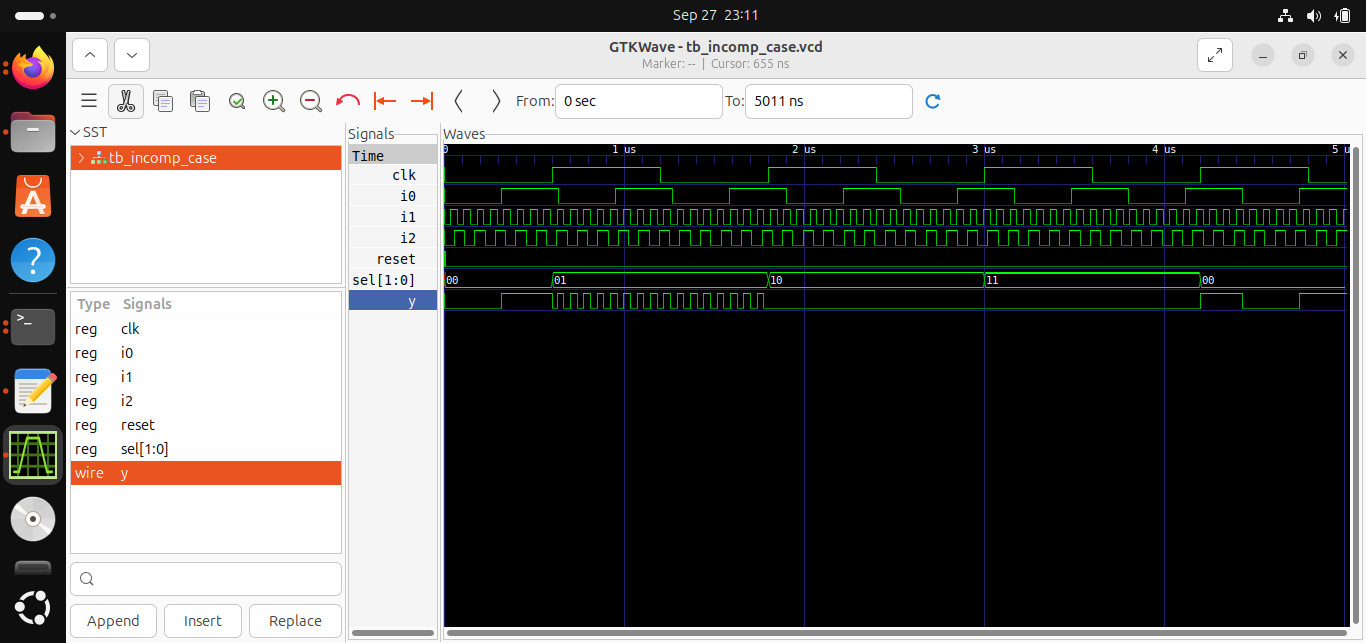 Sep 27 23:11
GTKWave - tb_incomp_case.vcd
Marker: -- | Cursor: 655 ns
From: 0 sec To: 5011 ns
SST
tb_incomp_case
Type Signals
reg clk
reg i0
reg i1
reg i2
reg reset
reg sel[1:0]
wire y
Append Insert Replace
Signals
Time
clk
i0
i1
i2
reset
sel[1:0]
y
Waves
0 1 us 2 us 3 us 4 us 5 u
00 01 10 11 00
>_
?
A